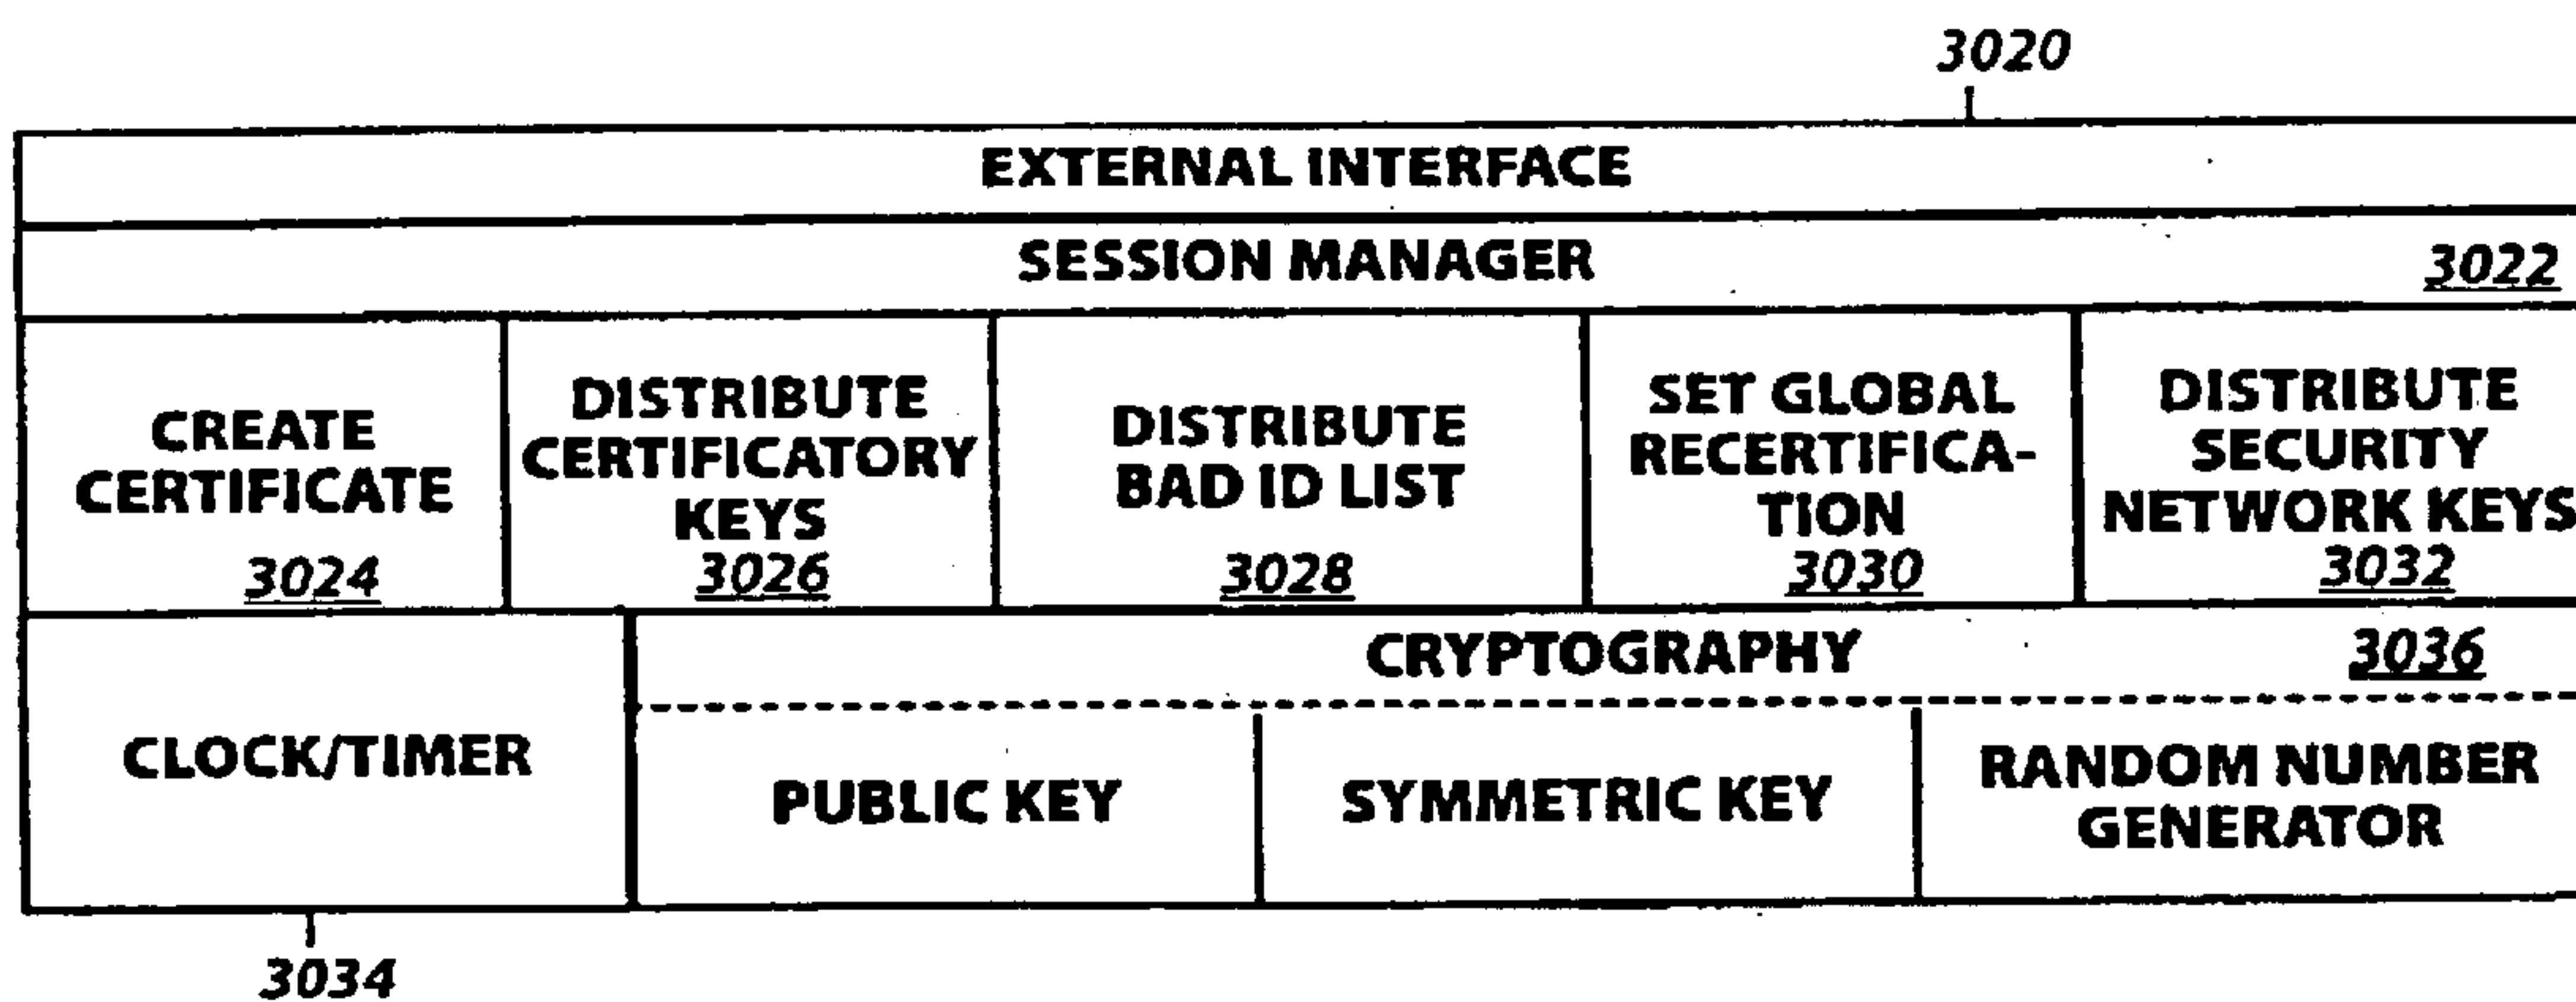 3020
EXTERNAL INTERFACE
SESSION MANAGER
3022
CREATE
CERTIFICATE
3024
DISTRIBUTE
CERTIFICATORY
KEYS
3026
DISTRIBUTE
BAD ID LIST
3028
SET GLOBAL
RECERTIFICA-
TION
3030
DISTRIBUTE
SECURITY
NETWORK KEYS
3032
CLOCK/TIMER
3034
CRYPTOGRAPHY
3036
PUBLIC KEY
SYMMETRIC KEY
RANDOM NUMBER
GENERATOR